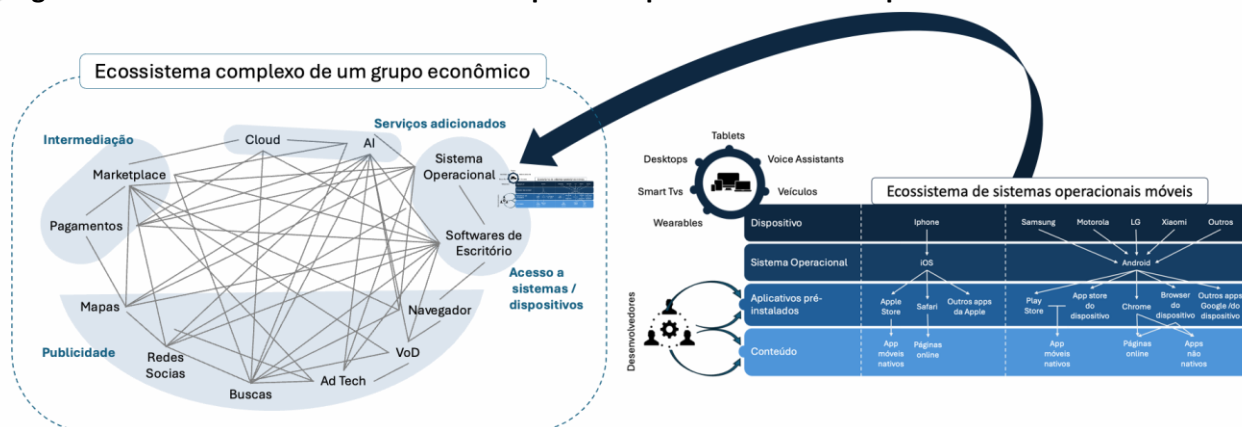 Ecossistema complexo de um grupo econômico
Intermediação
Cloud
AI
Serviços adicionados
Marketplace
Sistema
Operacional
Pagamentos
Softwares de
Escritório
Acesso a
sistemas /
dispositivos
Mapas
Navegador
Publicidade
Redes
Socias
VoD
Ad Tech
Buscas
Tablets
Desktops
Voice Assistants
Smart Tvs
Veículos
Wearables
Ecossistema de sistemas operacionais móveis
Dispositivo
Iphone
Samsung
Motorola
LG
Xiaomi
Outros
Sistema Operacional
iOS
Android
Desenvolvedores
Aplicativos pré-
instalados
Apple
Store
Safari
Outros apps
da Apple
Play
Store
App store
do
dispositivo
Chrome
Browser
do
dispositivo
Outros apps
Google /do
dispositivo
Conteúdo
App
móveis
nativos
Páginas
online
App
móveis
nativos
Páginas
online
Apps
não
nativos